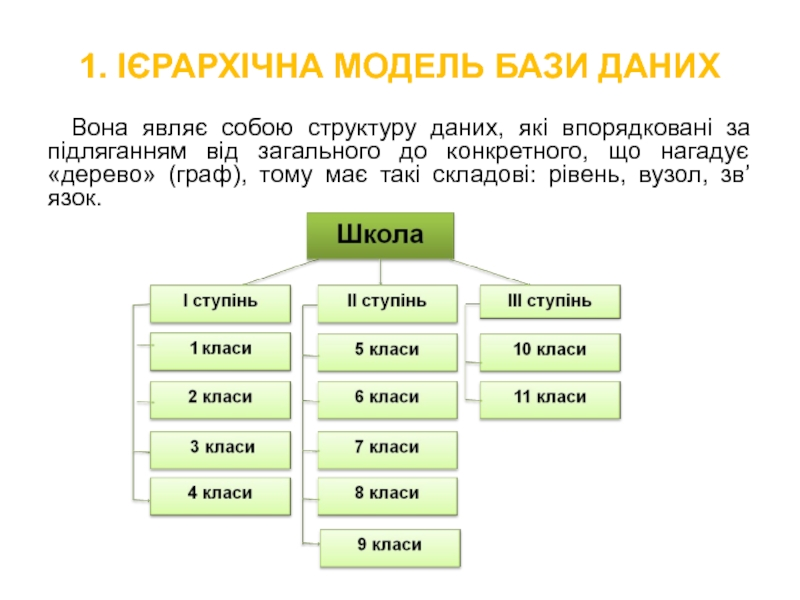 1. ІЄРАРХІЧНА МОДЕЛЬ БАЗИ ДАНИХ
Вона являє собою структуру даних, які впорядковані за
підляганням від загального до конкретного, що нагадує
«дерево» (граф), тому має такі складові: рівень, вузол, зв’
язок.
Школа
І ступінь
ІІ ступінь
ІІІ ступінь
1 класи
5 класи
10 класи
2 класи
6 класи
11 класи
3 класи
7 класи
4 класи
8 класи
9 класи